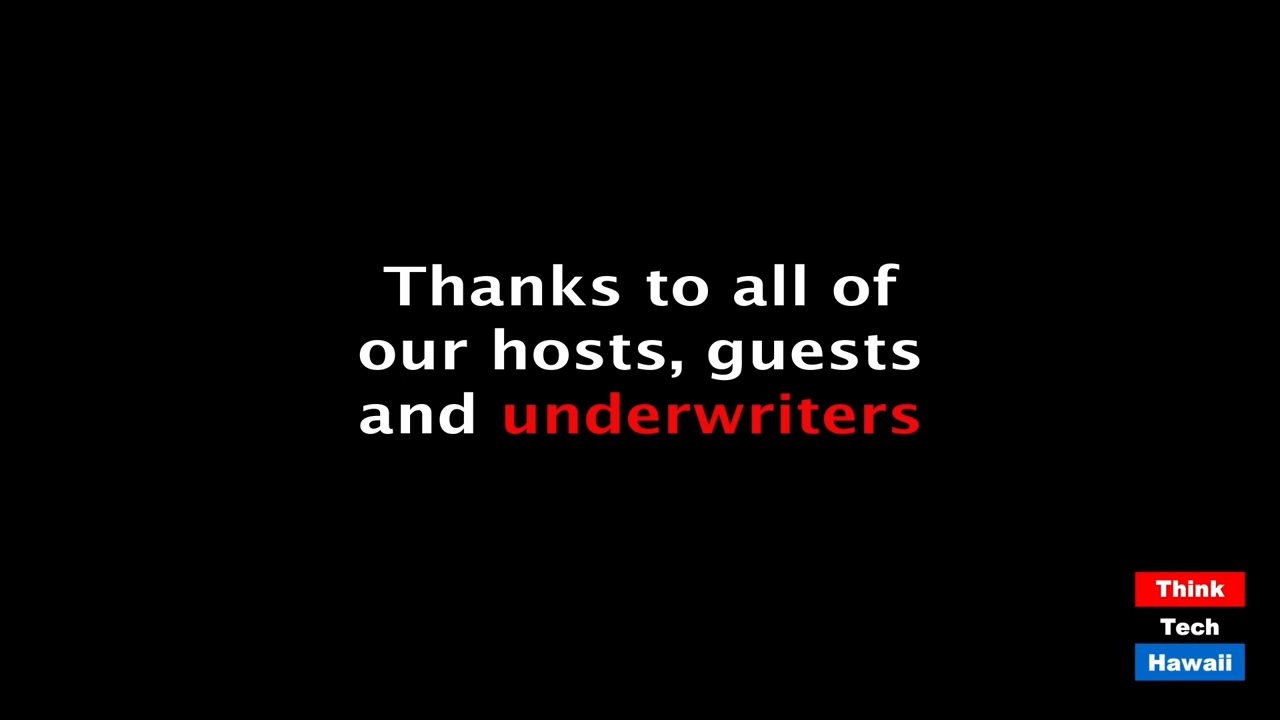 Thanks to all of
our hosts, guests
and underwriters
Think
Tech
Hawaii